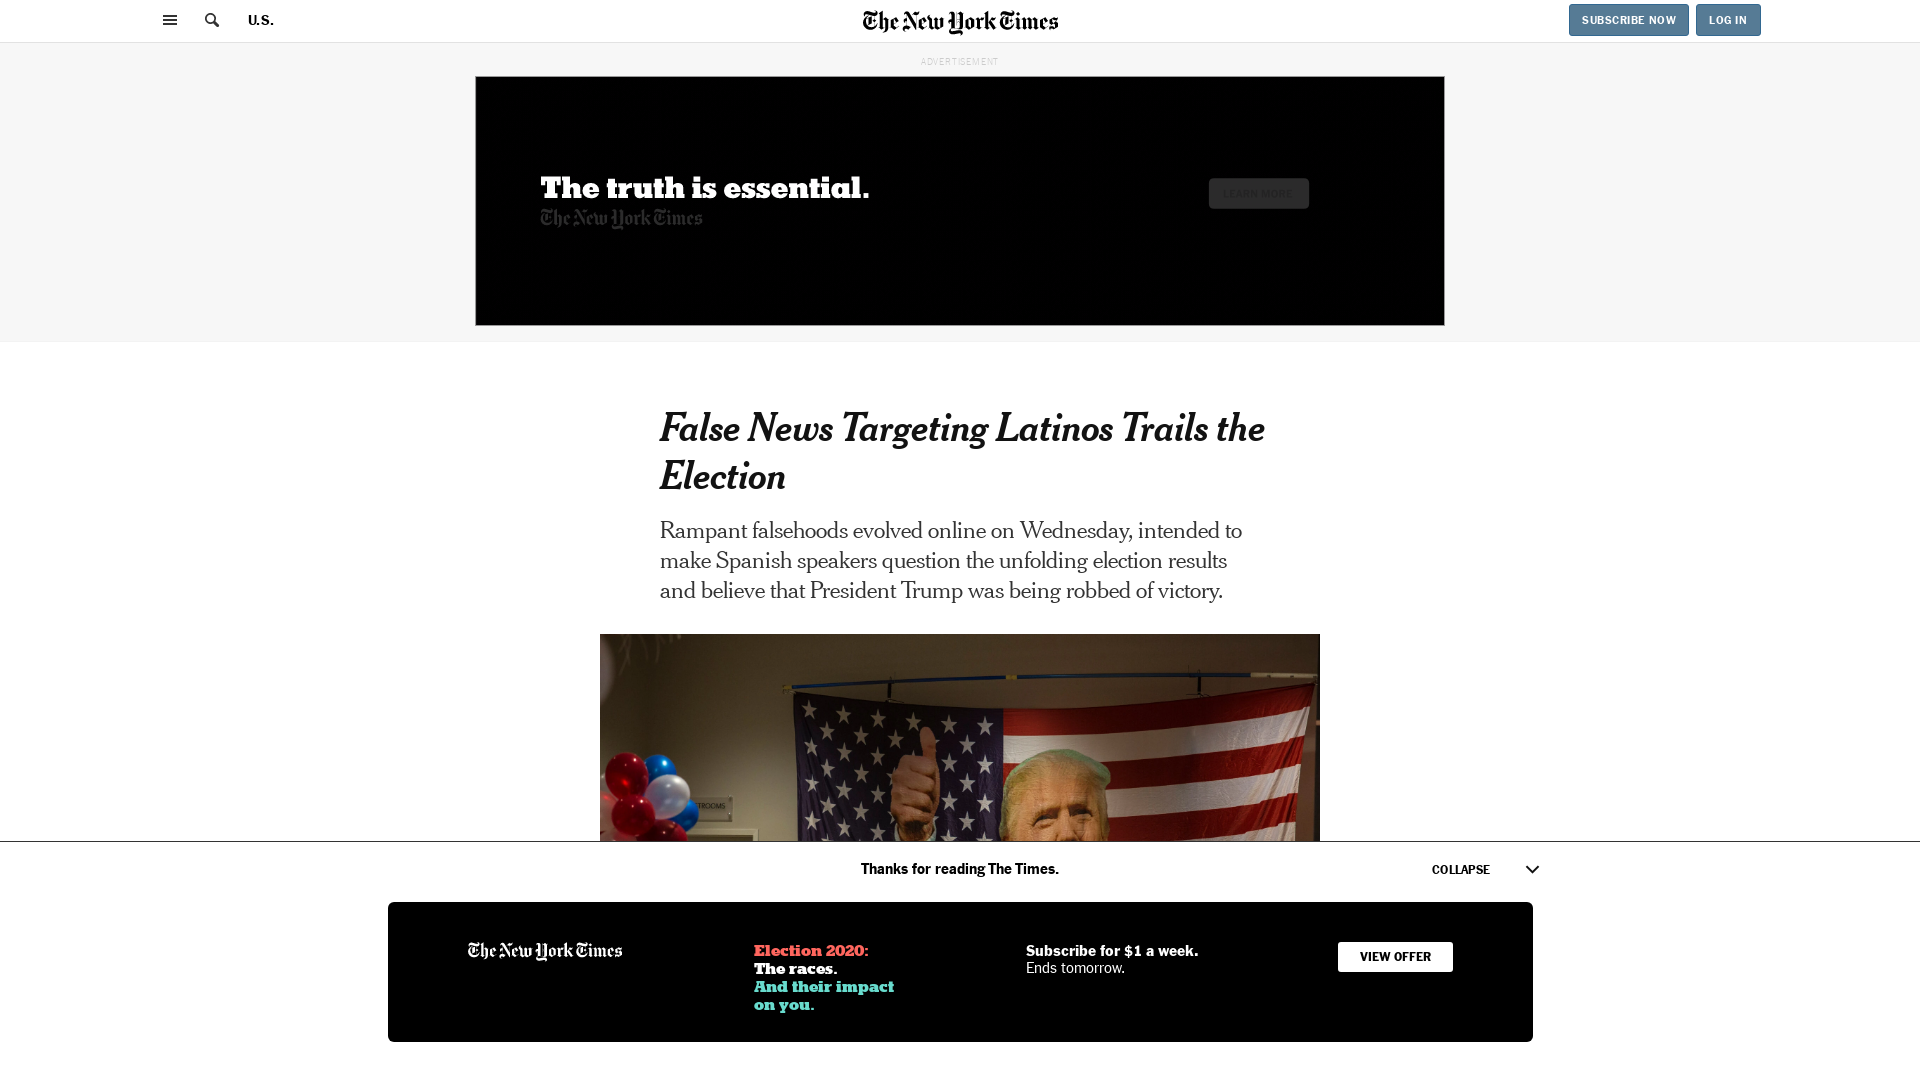 U.S.
The New York Times
SUBSCRIBE NOW
LOG IN
ADVERTISEMENT
The truth is essential.
The New York Times
LEARN MORE
False News Targeting Latinos Trails the
Election
Rampant falsehoods evolved online on Wednesday, intended to
make Spanish speakers question the unfolding election results
and believe that President Trump was being robbed of victory.
TROOMS
Thanks for reading The Times.
COLLAPSE
The New York Times
Election 2020:
The races.
And their impact
on you.
Subscribe for $1 a week.
Ends tomorrow.
VIEW OFFER